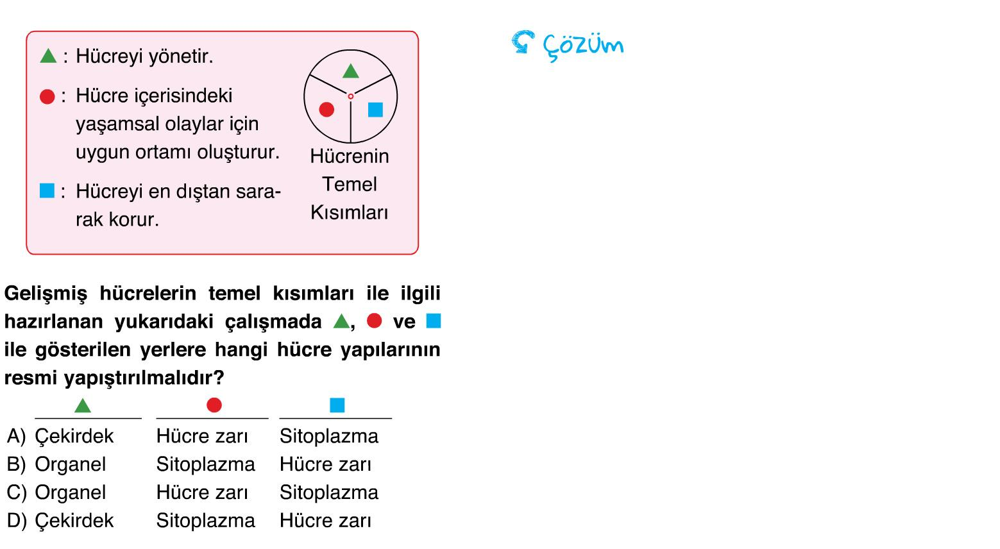 ▲ : Hücreyi yönetir.
● : Hücre içerisindeki
yaşamsal olaylar için
uygun ortamı oluşturur.
■ : Hücreyi en dıştan sara-
rak korur.
Hücrenin
Temel
Kısımları
Gelişmiş hücrelerin temel kısımları ile ilgili
hazırlanan yukarıdaki çalışmada ▲, ● ve ■
ile gösterilen yerlere hangi hücre yapılarının
resmi yapıştırılmalıdır?
▲ ● ■
A) Çekirdek Hücre zarı Sitoplazma
B) Organel Sitoplazma Hücre zarı
C) Organel Hücre zarı Sitoplazma
D) Çekirdek Sitoplazma Hücre zarı
Çözüm